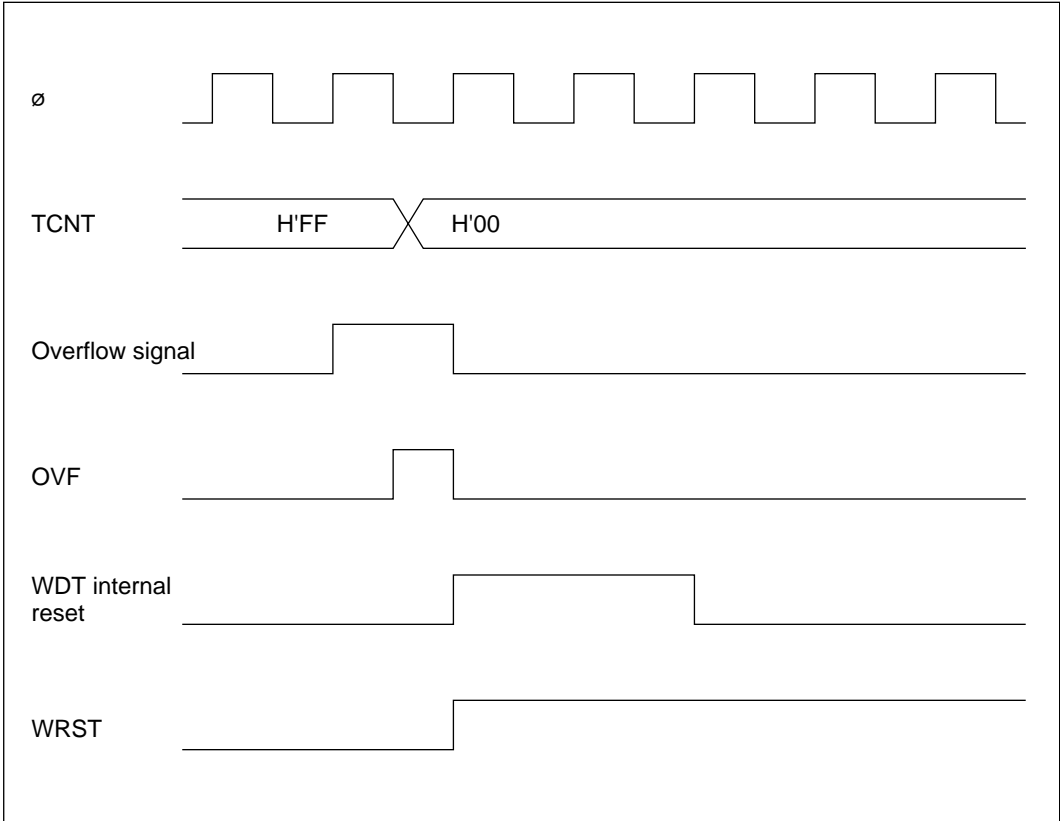 ø
TCNT
H'FF
H'00
Overflow signal
OVF
WDT internal
reset
WRST